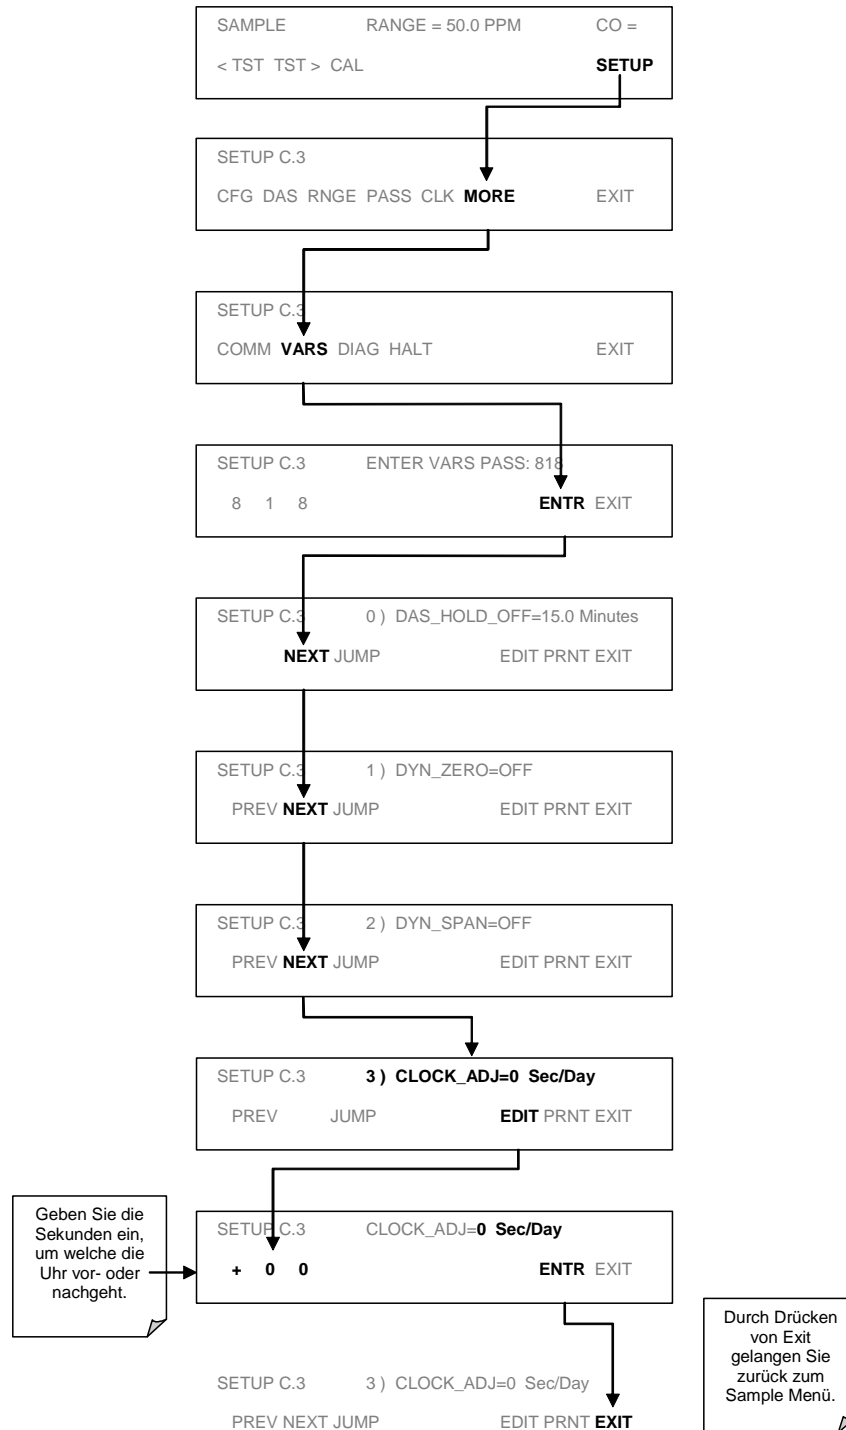 SAMPLE RANGE = 50.0 PPM CO =
< TST TST > CAL SETUP
SETUP C.3
CFG DAS RNGE PASS CLK MORE EXIT
SETUP C.3
COMM VARS DIAG HALT EXIT
SETUP C.3 ENTER VARS PASS: 818
8 1 8 ENTR EXIT
SETUP C.3 0 ) DAS_HOLD_OFF=15.0 Minutes
NEXT JUMP EDIT PRNT EXIT
SETUP C.3 1 ) DYN_ZERO=OFF
PREV NEXT JUMP EDIT PRNT EXIT
SETUP C.3 2 ) DYN_SPAN=OFF
PREV NEXT JUMP EDIT PRNT EXIT
SETUP C.3 3 ) CLOCK_ADJ=0 Sec/Day
PREV JUMP EDIT PRNT EXIT
Geben Sie die
Sekunden ein,
um welche die
Uhr vor- oder
nachgeht.
SETUP C.3 CLOCK_ADJ=0 Sec/Day
+ 0 0 ENTR EXIT
Durch Drücken
von Exit
gelangen Sie
zurück zum
Sample Menü.
SETUP C.3 3 ) CLOCK_ADJ=0 Sec/Day
PREV NEXT JUMP EDIT PRNT EXIT